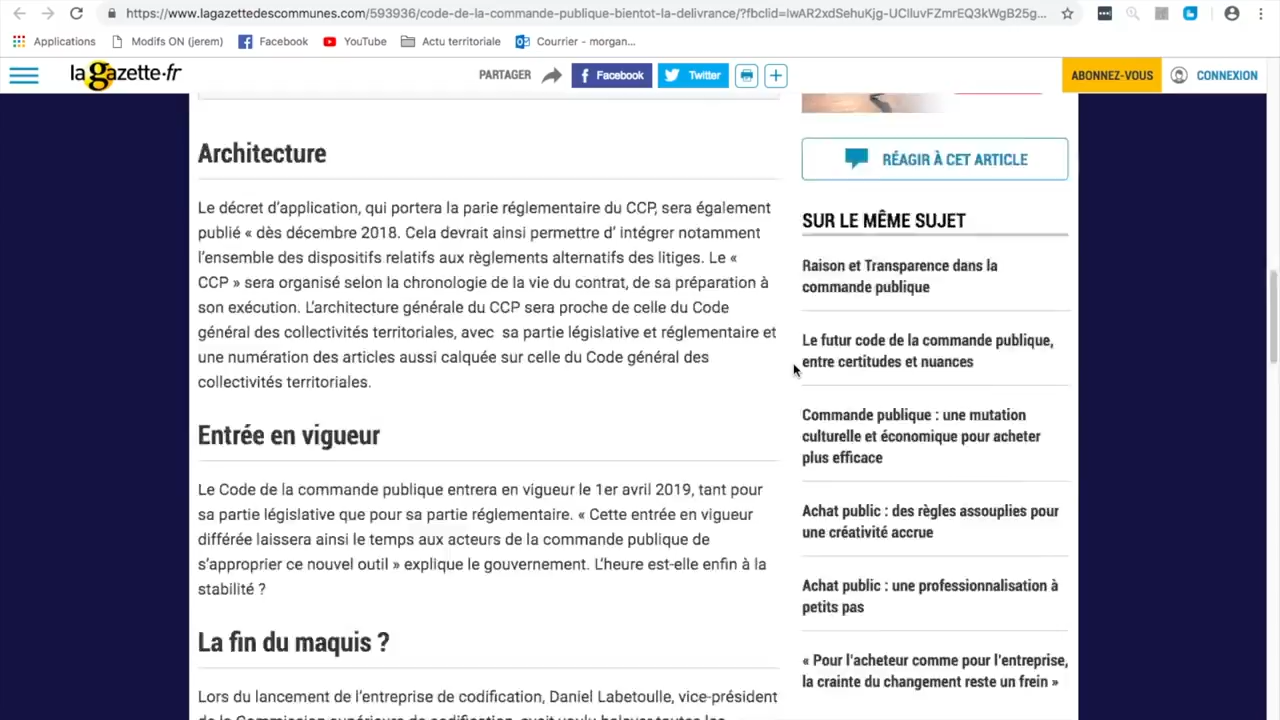 https://www.lagazettedescommunes.com/593936/code-de-la-commande-publique-bientot-la-delivrance/?fbclid=IwAR2xdSehuKjg-UCIluvFZmrEQ3kWgB25g...
Applications
Modifs ON (jerem)
Facebook
YouTube
Actu territoriale
Courrier - morgan...
la gazette.fr
PARTAGER
Facebook
Twitter
ABONNEZ-VOUS
CONNEXION
Architecture
Le décret d'application, qui portera la parie réglementaire du CCP, sera également
publié « dès décembre 2018. Cela devrait ainsi permettre d' intégrer notamment
l'ensemble des dispositifs relatifs aux règlements alternatifs des litiges. Le «
CCP » sera organisé selon la chronologie de la vie du contrat, de sa préparation à
son exécution. L'architecture générale du CCP sera proche de celle du Code
général des collectivités territoriales, avec  sa partie législative et réglementaire et
une numération des articles aussi calquée sur celle du Code général des
collectivités territoriales.
Entrée en vigueur
Le Code de la commande publique entrera en vigueur le 1er avril 2019, tant pour
sa partie législative que pour sa partie réglementaire. « Cette entrée en vigueur
différée laissera ainsi le temps aux acteurs de la commande publique de
s'approprier ce nouvel outil » explique le gouvernement. L'heure est-elle enfin à la
stabilité ?
La fin du maquis ?
Lors du lancement de l'entreprise de codification, Daniel Labetoulle, vice-président
de la Commission supérieure de codification, avait voulu balayer toutes les
RÉAGIR À CET ARTICLE
SUR LE MÊME SUJET
Raison et Transparence dans la
commande publique
Le futur code de la commande publique,
entre certitudes et nuances
Commande publique : une mutation
culturelle et économique pour acheter
plus efficace
Achat public : des règles assouplies pour
une créativité accrue
Achat public : une professionnalisation à
petits pas
« Pour l'acheteur comme pour l'entreprise,
la crainte du changement reste un frein »